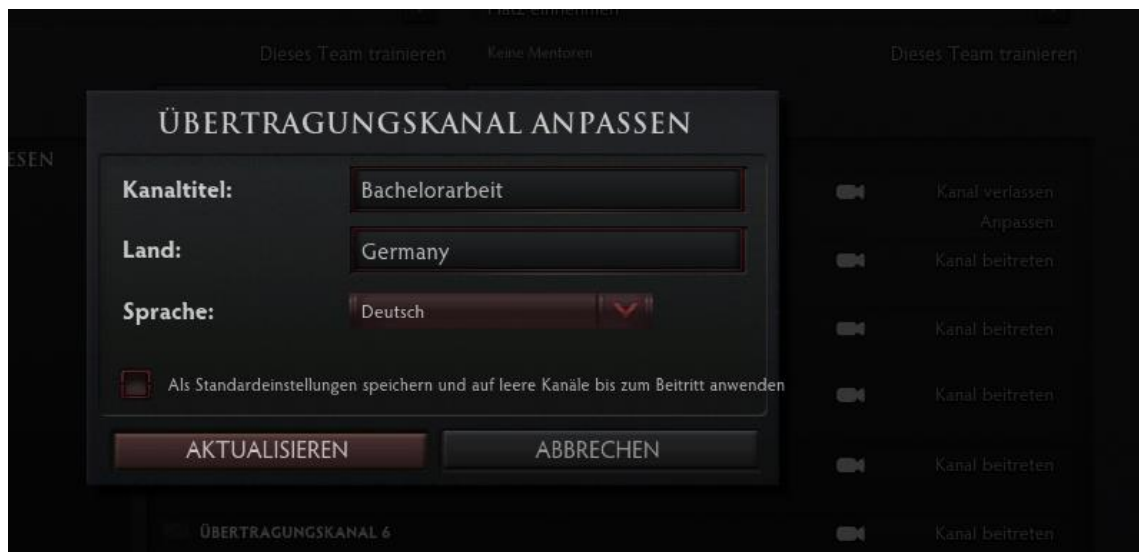 Platz einnehmen
Dieses Team trainieren
Keine Mentoren
Dieses Team trainieren
ESEN
ÜBERTRAGUNGSKANAL ANPASSEN
Kanaltitel:
Bachelorarbeit
Kanal verlassen
Anpassen
Land:
Germany
Kanal beitreten
Sprache:
Deutsch
Kanal beitreten
Als Standardeinstellungen speichern und auf leere Kanäle bis zum Beitritt anwenden
Kanal beitreten
AKTUALISIEREN
ABBRECHEN
Kanal beitreten
ÜBERTRAGUNGSKANAL 6
Kanal beitreten